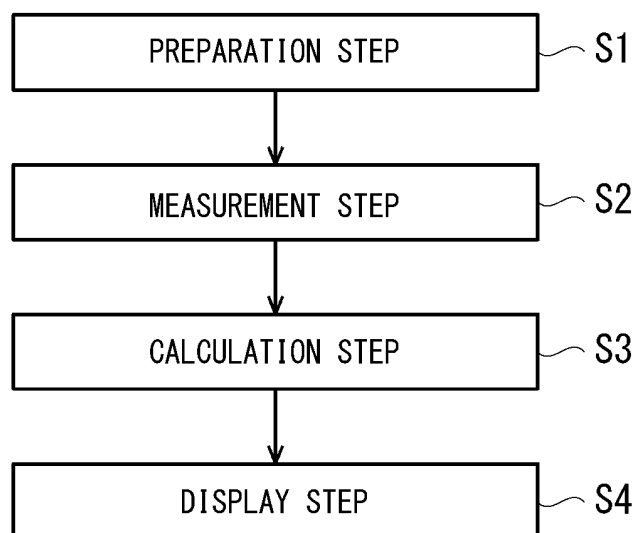 PREPARATION STEP S1
MEASUREMENT STEP S2
CALCULATION STEP S3
DISPLAY STEP S4